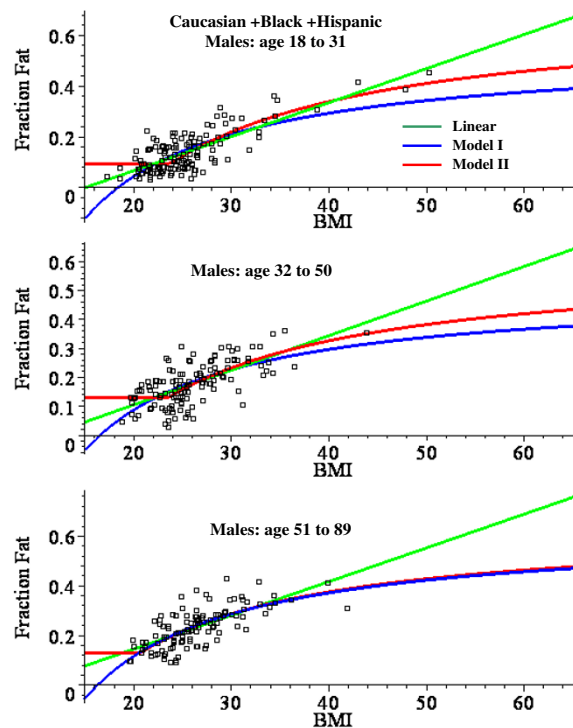 Caucasian +Black +Hispanic
Males: age 18 to 31
Fraction Fat
0.6
0.4
0.2
0
Linear
Model I
Model II
20 30 40 50 60
BMI
Males: age 32 to 50
Fraction Fat
0.6
0.5
0.4
0.3
0.2
0.1
0
20 30 40 50 60
BMI
Males: age 51 to 89
Fraction Fat
0.6
0.4
0.2
0
20 30 40 50 60
BMI